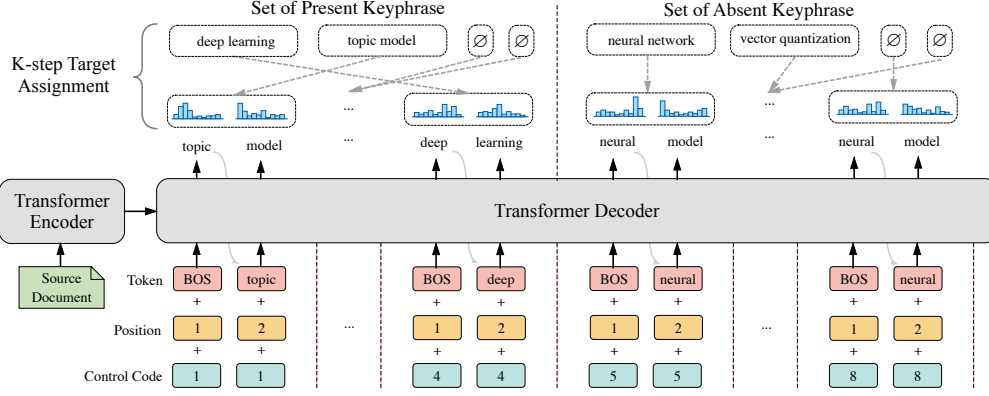 Set of Present Keyphrase
Set of Absent Keyphrase
deep learning
topic model
∅
∅
neural network
vector quantization
∅
∅
K-step Target
Assignment
...
...
topic
model
...
deep
learning
neural
model
...
neural
model
Transformer
Encoder
Transformer Decoder
Source
Document
Token
BOS
topic
BOS
deep
BOS
neural
BOS
neural
+
+
+
+
+
+
+
+
Position
1
2
...
1
2
1
2
...
1
2
+
+
+
+
+
+
+
+
Control Code
1
1
4
4
5
5
8
8